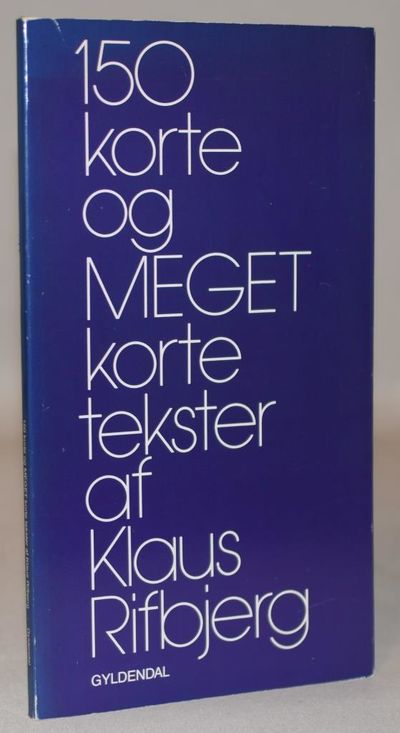 150
korte
og
MEGET
korte
tekster
af
Klaus
Rifbjerg
GYLDENDAL